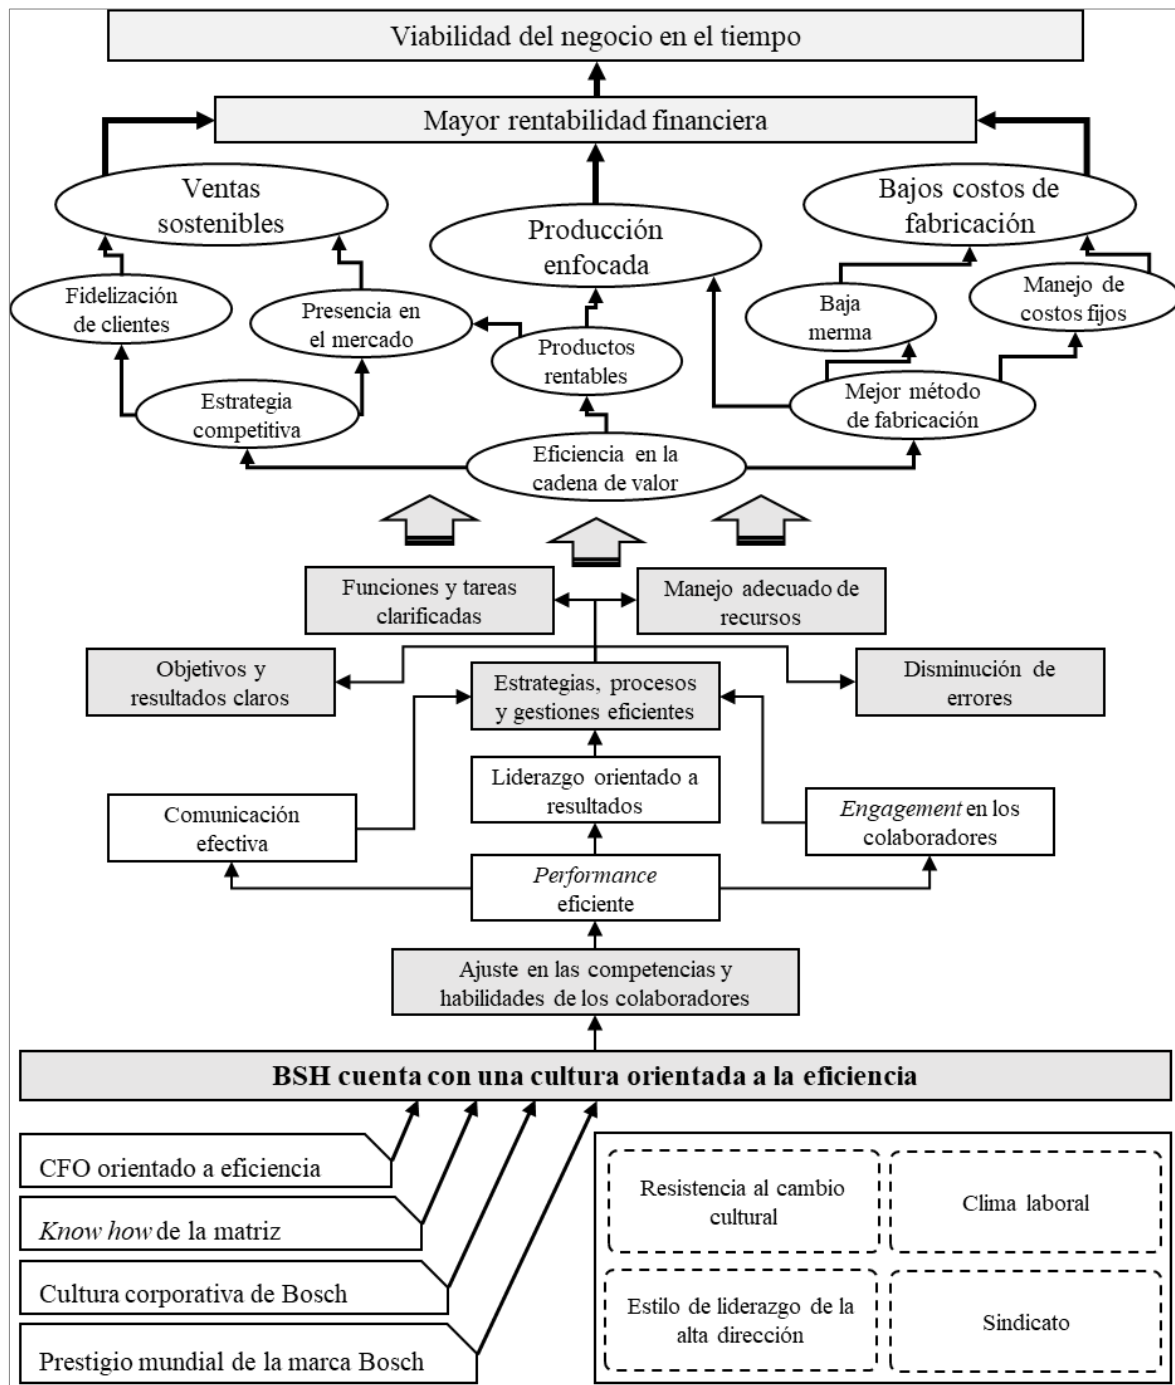 Viabilidad del negocio en el tiempo
Mayor rentabilidad financiera
Ventas
sostenibles
Bajos costos de
fabricación
Producción
enfocada
Fidelización
de clientes
Presencia en
el mercado
Productos
rentables
Baja
merma
Manejo de
costos fijos
Estrategia
competitiva
Mejor método
de fabricación
Eficiencia en la
cadena de valor
Funciones y tareas
clarificadas
Manejo adecuado de
recursos
Objetivos y
resultados claros
Estrategias, procesos
y gestiones eficientes
Disminución de
errores
Liderazgo orientado a
resultados
Comunicación
efectiva
Engagement en los
colaboradores
Performance
eficiente
Ajuste en las competencias y
habilidades de los colaboradores
BSH cuenta con una cultura orientada a la eficiencia
CFO orientado a eficiencia
Know how de la matriz
Cultura corporativa de Bosch
Prestigio mundial de la marca Bosch
Resistencia al cambio
cultural
Clima laboral
Estilo de liderazgo de la
alta dirección
Sindicato